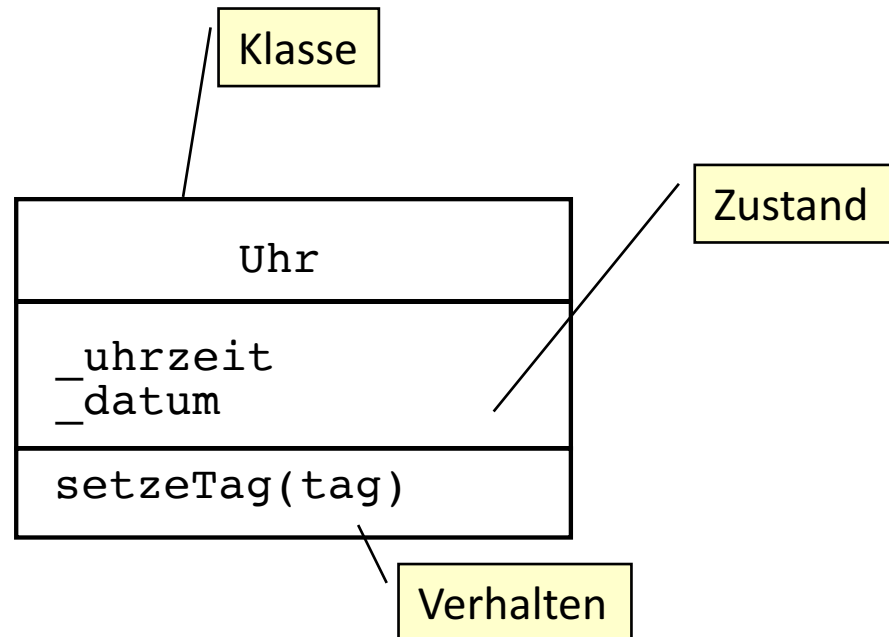 Klasse
Zustand
Uhr
_uhrzeit
_datum
setzeTag(tag)
Verhalten